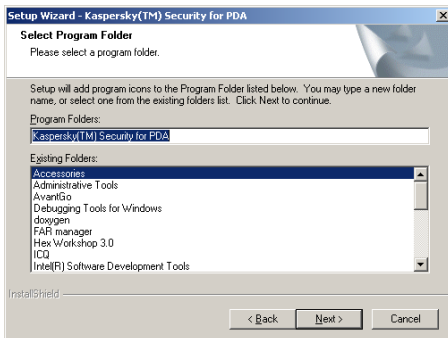 Setup Wizard - Kaspersky(TM) Security for PDA
Select Program Folder
Please select a program folder.
Setup will add program icons to the Program Folder listed below. You may type a new folder
name, or select one from the existing folders list. Click Next to continue.
Program Folders:
Kaspersky(TM) Security for PDA
Existing Folders:
Accessories
Administrative Tools
AvantGo
Debugging Tools for Windows
doxygen
FAR manager
Hex Workshop 3.0
ICQ
Intel(R) Software Development Tools
InstallShield
< Back
Next >
Cancel